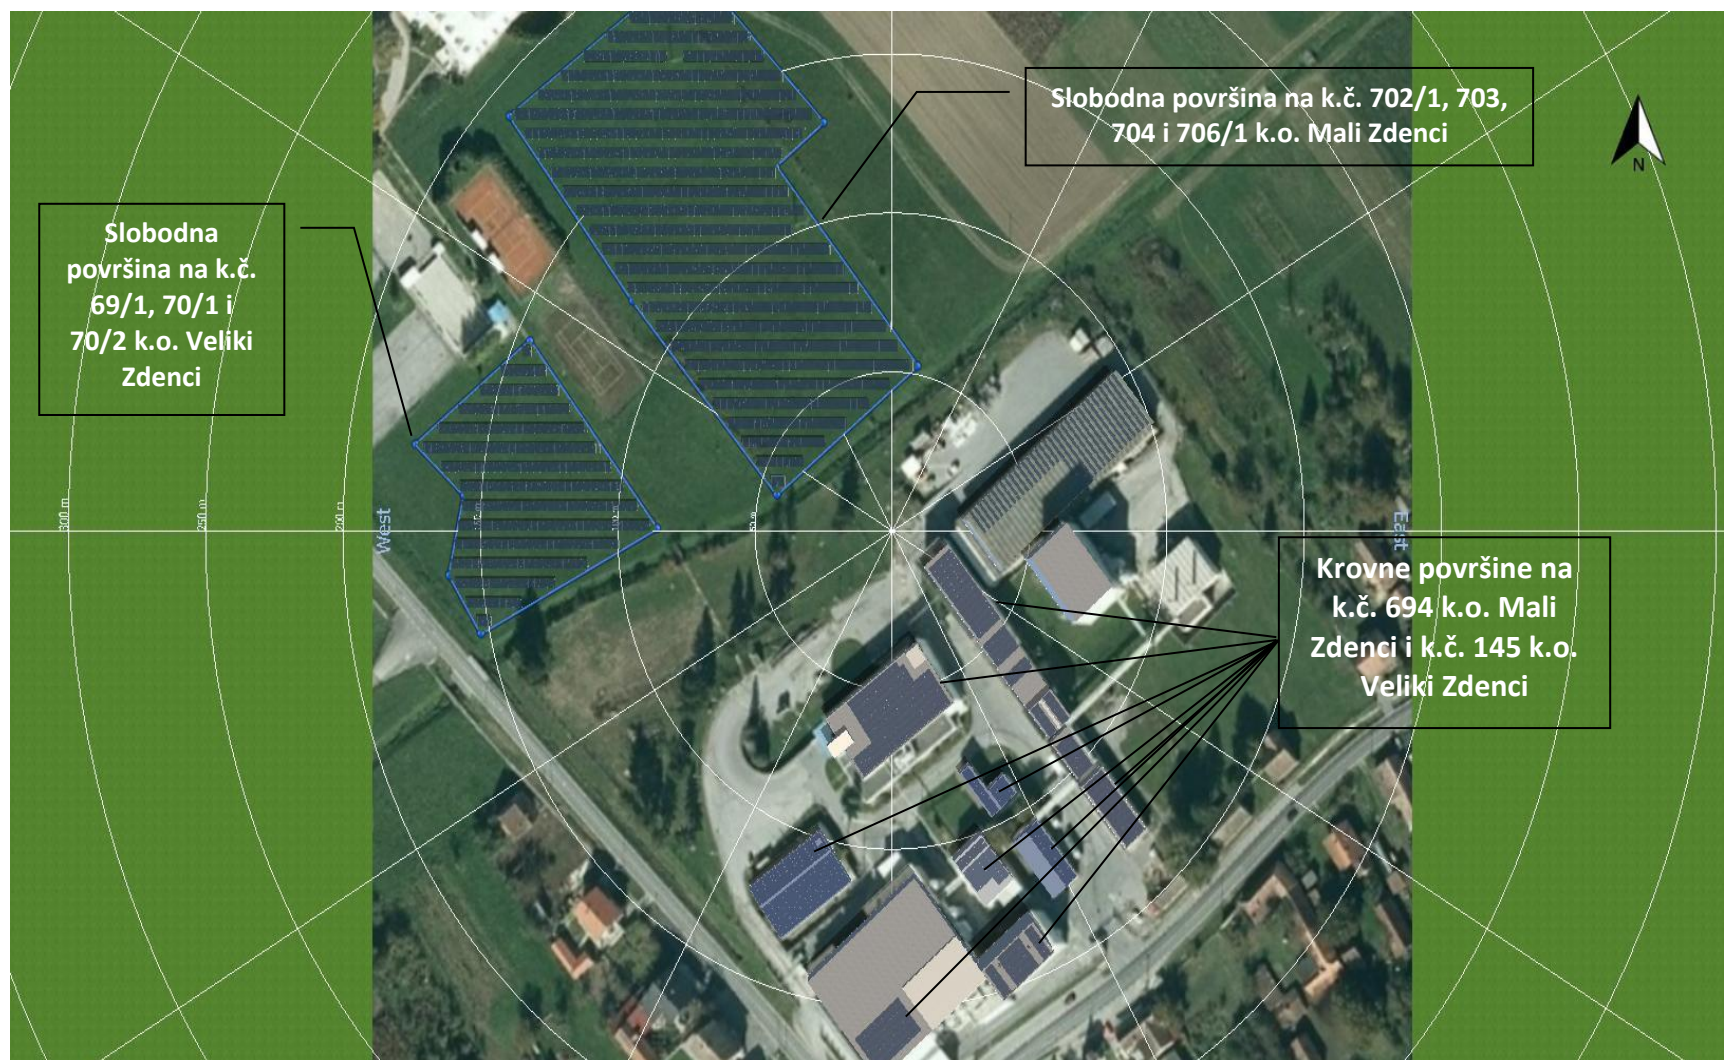 Slobodna površina na k.č. 702/1, 703,
704 i 706/1 k.o. Mali Zdenci
N
Slobodna
površina na k.č.
69/1, 70/1 i
70/2 k.o. Veliki
Zdenci
300 m
250 m
200 m
West
50 m
East
Krovne površine na
k.č. 694 k.o. Mali
Zdenci i k.č. 145 k.o.
Veliki Zdenci